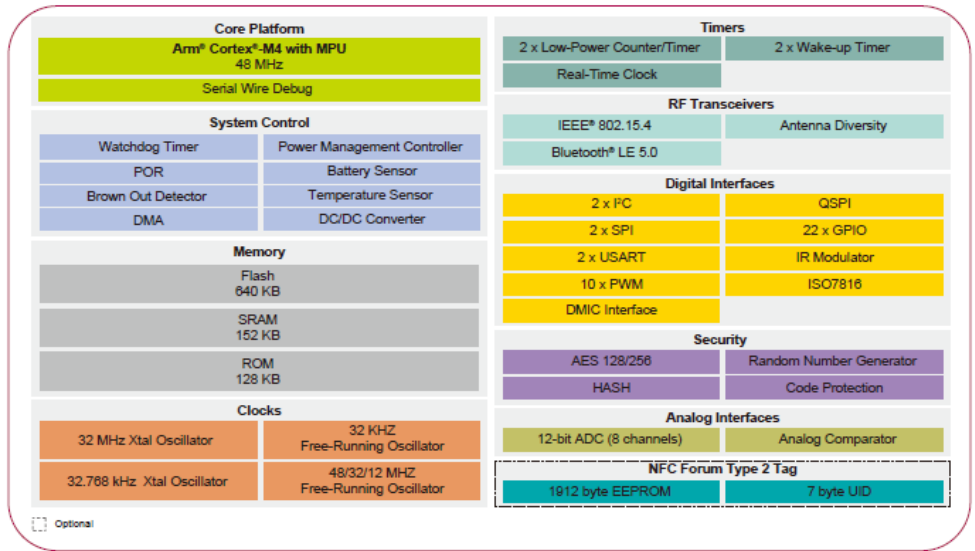 Core Platform
Arm® Cortex®-M4 with MPU
48 MHz
Serial Wire Debug
System Control
Watchdog Timer
Power Management Controller
POR
Battery Sensor
Brown Out Detector
Temperature Sensor
DMA
DC/DC Converter
Memory
Flash
640 KB
SRAM
152 KB
ROM
128 KB
Clocks
32 MHz Xtal Oscillator
32 KHZ
Free-Running Oscillator
32.768 kHz Xtal Oscillator
48/32/12 MHZ
Free-Running Oscillator
Optional
Timers
2 x Low-Power Counter/Timer
2 x Wake-up Timer
Real-Time Clock
RF Transceivers
IEEE® 802.15.4
Antenna Diversity
Bluetooth® LE 5.0
Digital Interfaces
2 x I²C
QSPI
2 x SPI
22 x GPIO
2 x USART
IR Modulator
10 x PWM
ISO7816
DMIC Interface
Security
AES 128/256
Random Number Generator
HASH
Code Protection
Analog Interfaces
12-bit ADC (8 channels)
Analog Comparator
NFC Forum Type 2 Tag
1912 byte EEPROM
7 byte UID